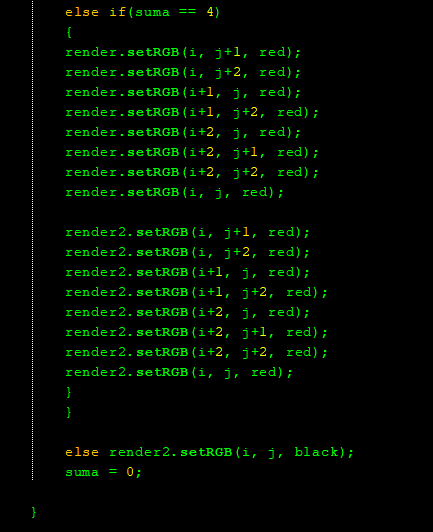 else if(suma == 4)
{
render.setRGB(i, j+1, red);
render.setRGB(i, j+2, red);
render.setRGB(i+1, j, red);
render.setRGB(i+1, j+2, red);
render.setRGB(i+2, j, red);
render.setRGB(i+2, j+1, red);
render.setRGB(i+2, j+2, red);
render.setRGB(i, j, red);

render2.setRGB(i, j+1, red);
render2.setRGB(i, j+2, red);
render2.setRGB(i+1, j, red);
render2.setRGB(i+1, j+2, red);
render2.setRGB(i+2, j, red);
render2.setRGB(i+2, j+1, red);
render2.setRGB(i+2, j+2, red);
render2.setRGB(i, j, red);
}
}

else render2.setRGB(i, j, black);
suma = 0;

}